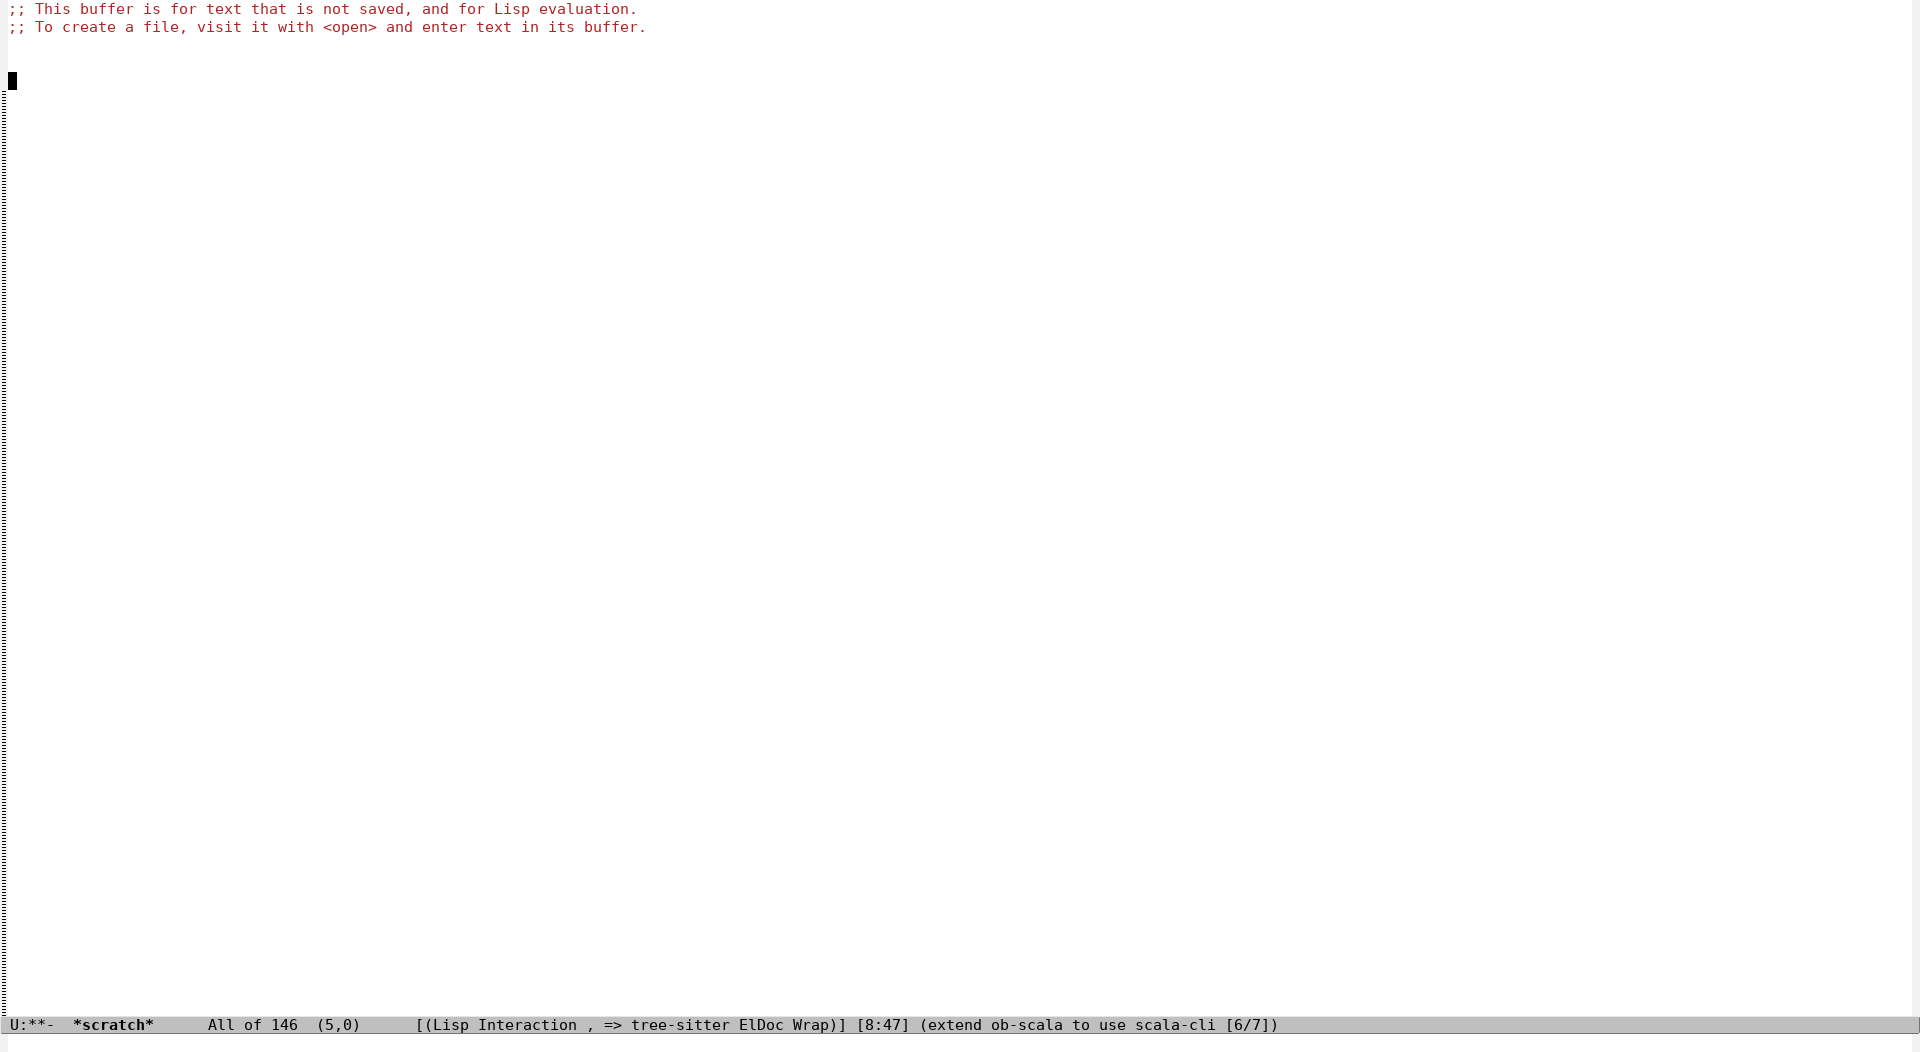 ;; This buffer is for text that is not saved, and for Lisp evaluation.
;; To create a file, visit it with <open> and enter text in its buffer.
U:**-  *scratch*      All of 146  (5,0)      [(Lisp Interaction , => tree-sitter ElDoc Wrap)] [8:47] (extend ob-scala to use scala-cli [6/7])